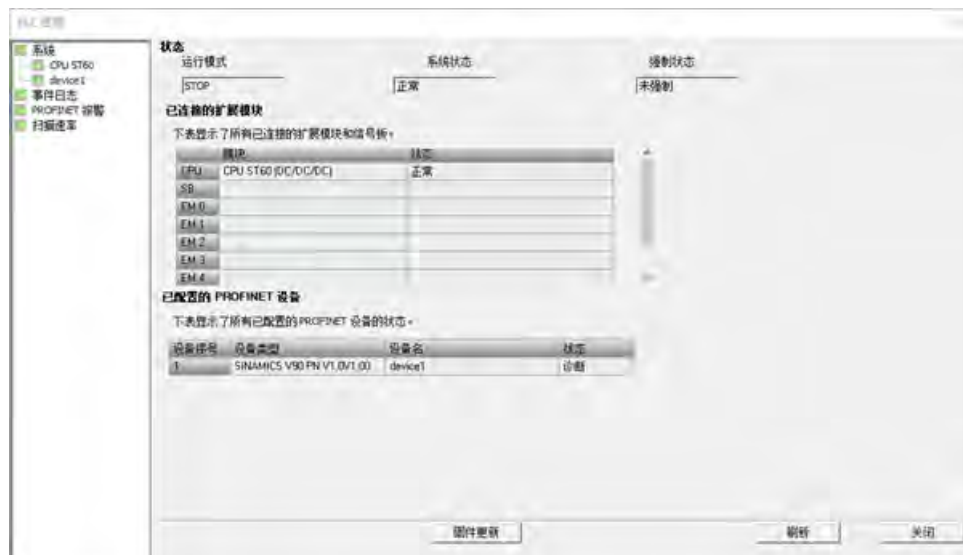 PLC 信息
系统
CPU ST60
device1
事件日志
PROFINET 报警
扫描速率
状态
运行模式 系统状态 强制状态
STOP 正常 未强制
已连接的扩展模块
下表显示了所有已连接的扩展模块和信号板。
模块 状态
CPU CPU ST60 (DC/DC/DC) 正常
SB
EM 0
EM 1
EM 2
EM 3
EM 4
已配置的 PROFINET 设备
下表显示了所有已配置的 PROFINET 设备的状态。
设备序号 设备类型 设备名 状态
1 SINAMICS V90 PN V1.0V1.00 device1 诊断
固件更新 刷新 关闭